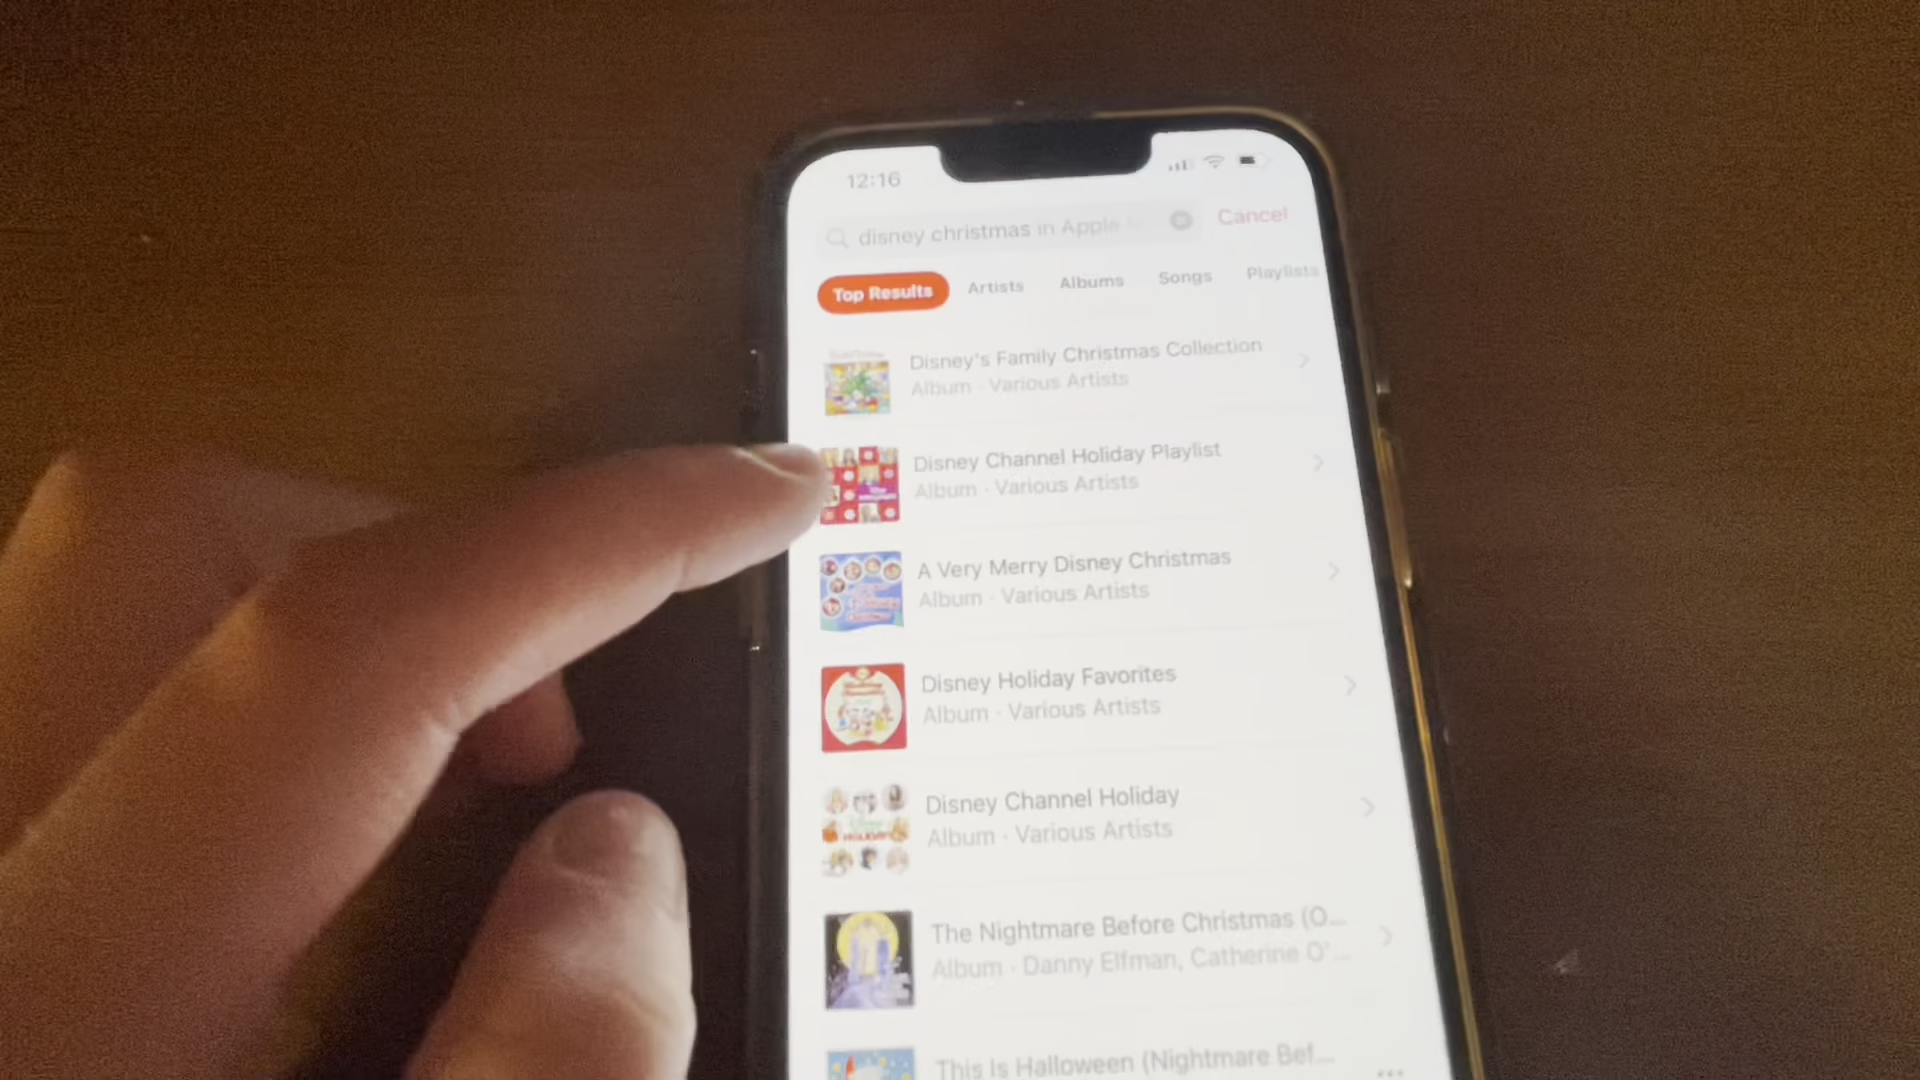 12:16
disney christmas in Apple
Cancel
Top Results
Artists
Albums
Songs
Playlists
Disney's Family Christmas Collection
Album · Various Artists
Disney Channel Holiday Playlist
Album · Various Artists
A Very Merry Disney Christmas
Album · Various Artists
Disney Holiday Favorites
Album · Various Artists
Disney Channel Holiday
Album · Various Artists
The Nightmare Before Christmas (O...
Album · Danny Elfman, Catherine O'...
This Is Halloween (Nightmare Bef...